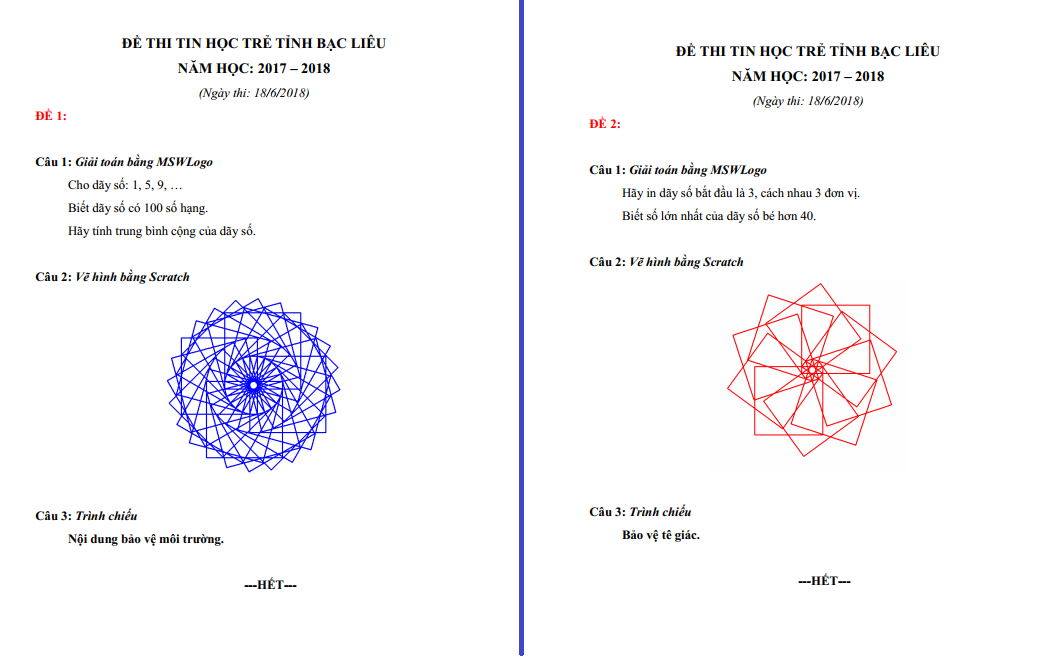 ĐỀ THI TIN HỌC TRẺ TỈNH BẠC LIÊU
NĂM HỌC: 2017 – 2018
(Ngày thi: 18/6/2018)
ĐỀ 1:
Câu 1: Giải toán bằng MSWLogo
Cho dãy số: 1, 5, 9, …
Biết dãy số có 100 số hạng.
Hãy tính trung bình cộng của dãy số.
Câu 2: Vẽ hình bằng Scratch
Câu 3: Trình chiếu
Nội dung bảo vệ môi trường.
---HẾT---
ĐỀ THI TIN HỌC TRẺ TỈNH BẠC LIÊU
NĂM HỌC: 2017 – 2018
(Ngày thi: 18/6/2018)
ĐỀ 2:
Câu 1: Giải toán bằng MSWLogo
Hãy in dãy số bắt đầu là 3, cách nhau 3 đơn vị.
Biết số lớn nhất của dãy số bé hơn 40.
Câu 2: Vẽ hình bằng Scratch
Câu 3: Trình chiếu
Bảo vệ tê giác.
---HẾT---